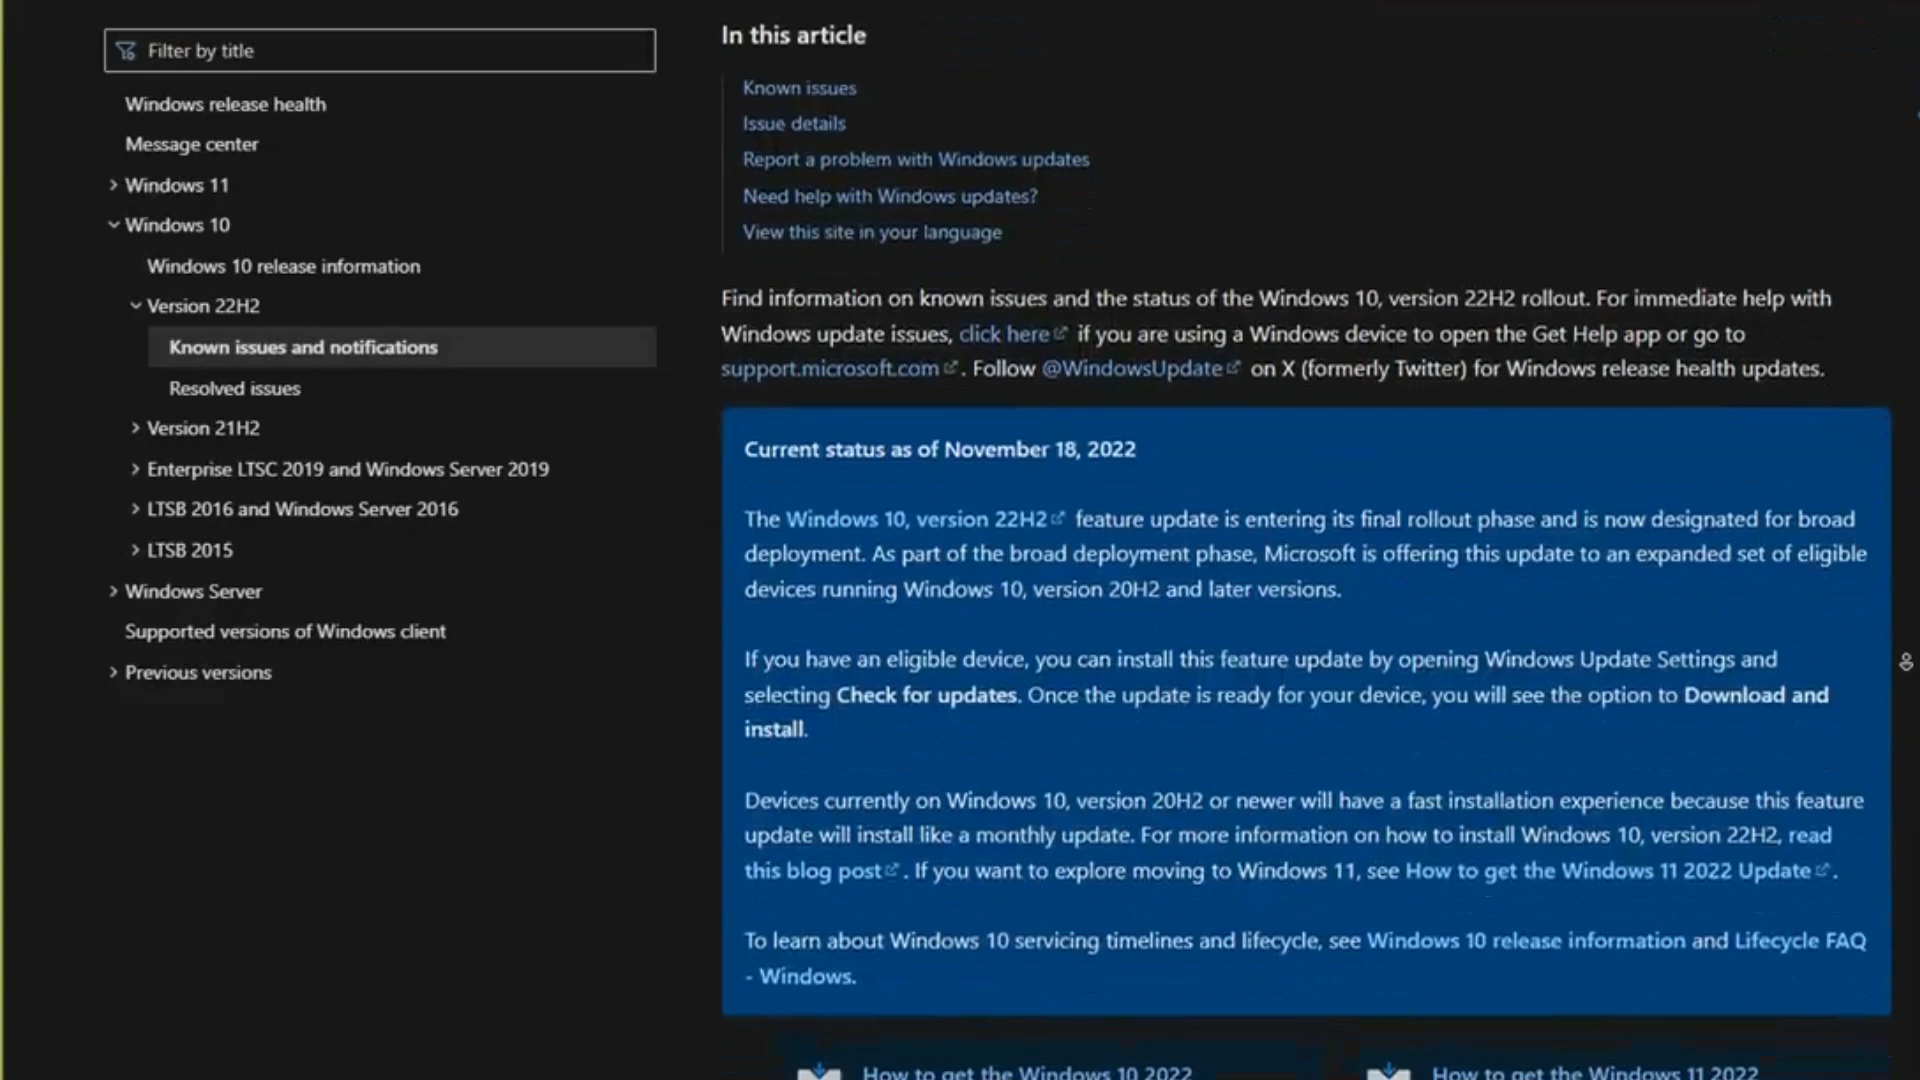 Filter by title
Windows release health
Message center
Windows 11
Windows 10
Windows 10 release information
Version 22H2
Known issues and notifications
Resolved issues
Version 21H2
Enterprise LTSC 2019 and Windows Server 2019
LTSB 2016 and Windows Server 2016
LTSB 2015
Windows Server
Supported versions of Windows client
Previous versions
In this article
Known issues
Issue details
Report a problem with Windows updates
Need help with Windows updates?
View this site in your language
Find information on known issues and the status of the Windows 10, version 22H2 rollout. For immediate help with
Windows update issues, click here if you are using a Windows device to open the Get Help app or go to
support.microsoft.com. Follow @WindowsUpdate on X (formerly Twitter) for Windows release health updates.
Current status as of November 18, 2022
The Windows 10, version 22H2 feature update is entering its final rollout phase and is now designated for broad
deployment. As part of the broad deployment phase, Microsoft is offering this update to an expanded set of eligible
devices running Windows 10, version 20H2 and later versions.
If you have an eligible device, you can install this feature update by opening Windows Update Settings and
selecting Check for updates. Once the update is ready for your device, you will see the option to Download and
install.
Devices currently on Windows 10, version 20H2 or newer will have a fast installation experience because this feature
update will install like a monthly update. For more information on how to install Windows 10, version 22H2, read
this blog post. If you want to explore moving to Windows 11, see How to get the Windows 11 2022 Update.
To learn about Windows 10 servicing timelines and lifecycle, see Windows 10 release information and Lifecycle FAQ
- Windows.
How to get the Windows 10 2022
How to get the Windows 11 2022